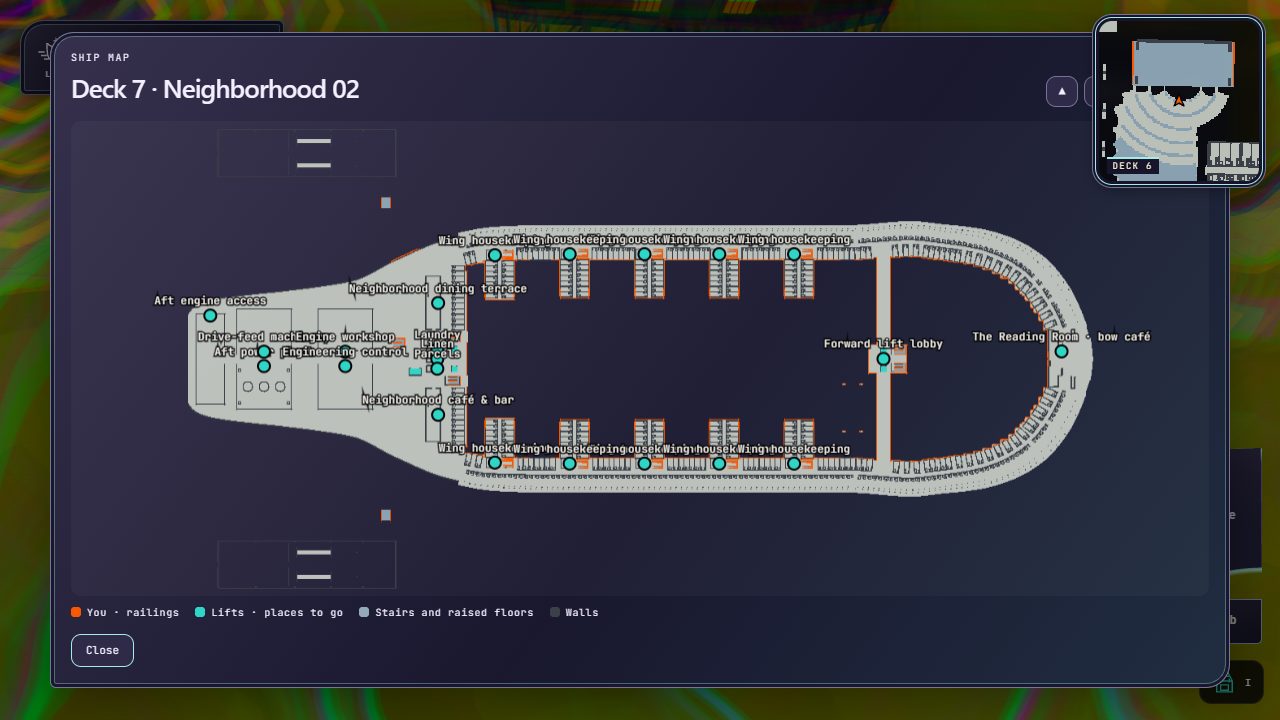 SHIP MAP
Deck 7 · Neighborhood 02
▲
DECK 6
Wing housekeeping
Neighborhood dining terrace
Aft engine access
Engine workshop
Laundry
Linen
Parcels
Engineering control
Forward lift lobby
The Reading Room · bow café
Neighborhood café & bar
Wing housekeeping
You · railings
Lifts · places to go
Stairs and raised floors
Walls
Close
I